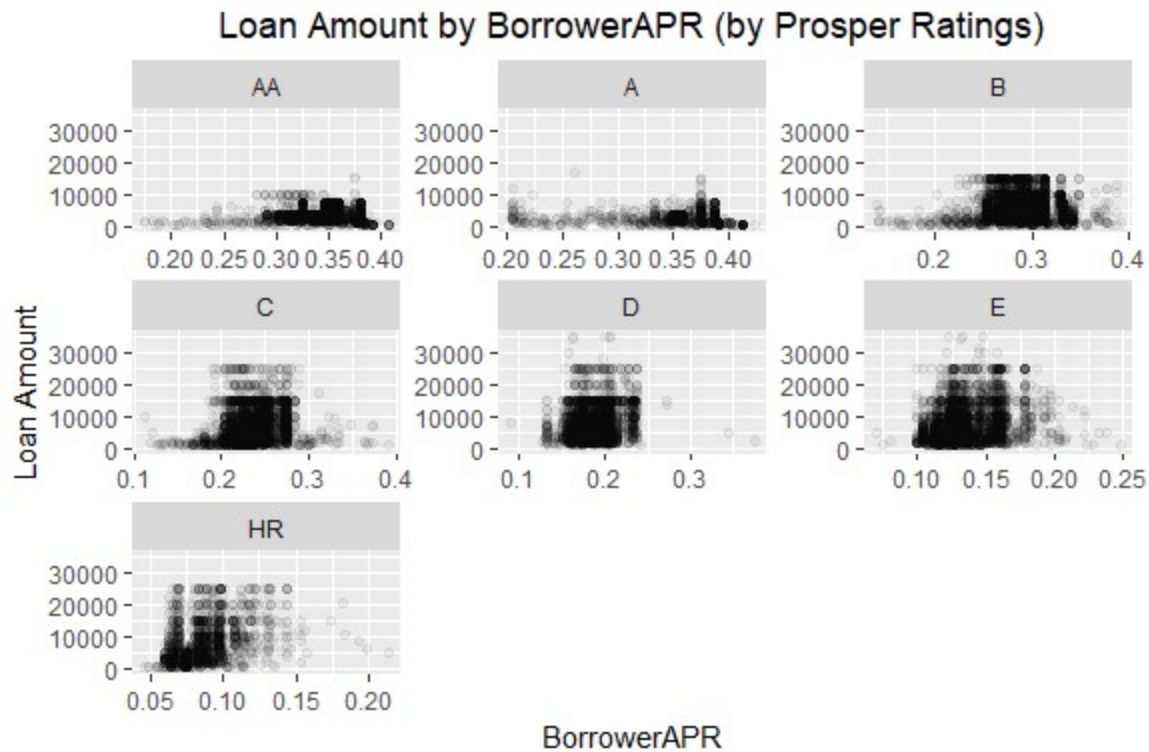 Loan Amount by BorrowerAPR (by Prosper Ratings)
AA A B
30000 30000 30000
20000 20000 20000
10000 10000 10000
0 0 0
0.20 0.25 0.30 0.35 0.40 0.20 0.25 0.30 0.35 0.40 0.2 0.3 0.4
C D E
30000 30000 30000
20000 20000 20000
10000 10000 10000
0 0 0
0.1 0.2 0.3 0.4 0.1 0.2 0.3 0.10 0.15 0.20 0.25
Loan Amount
HR
30000
20000
10000
0
0.05 0.10 0.15 0.20
BorrowerAPR